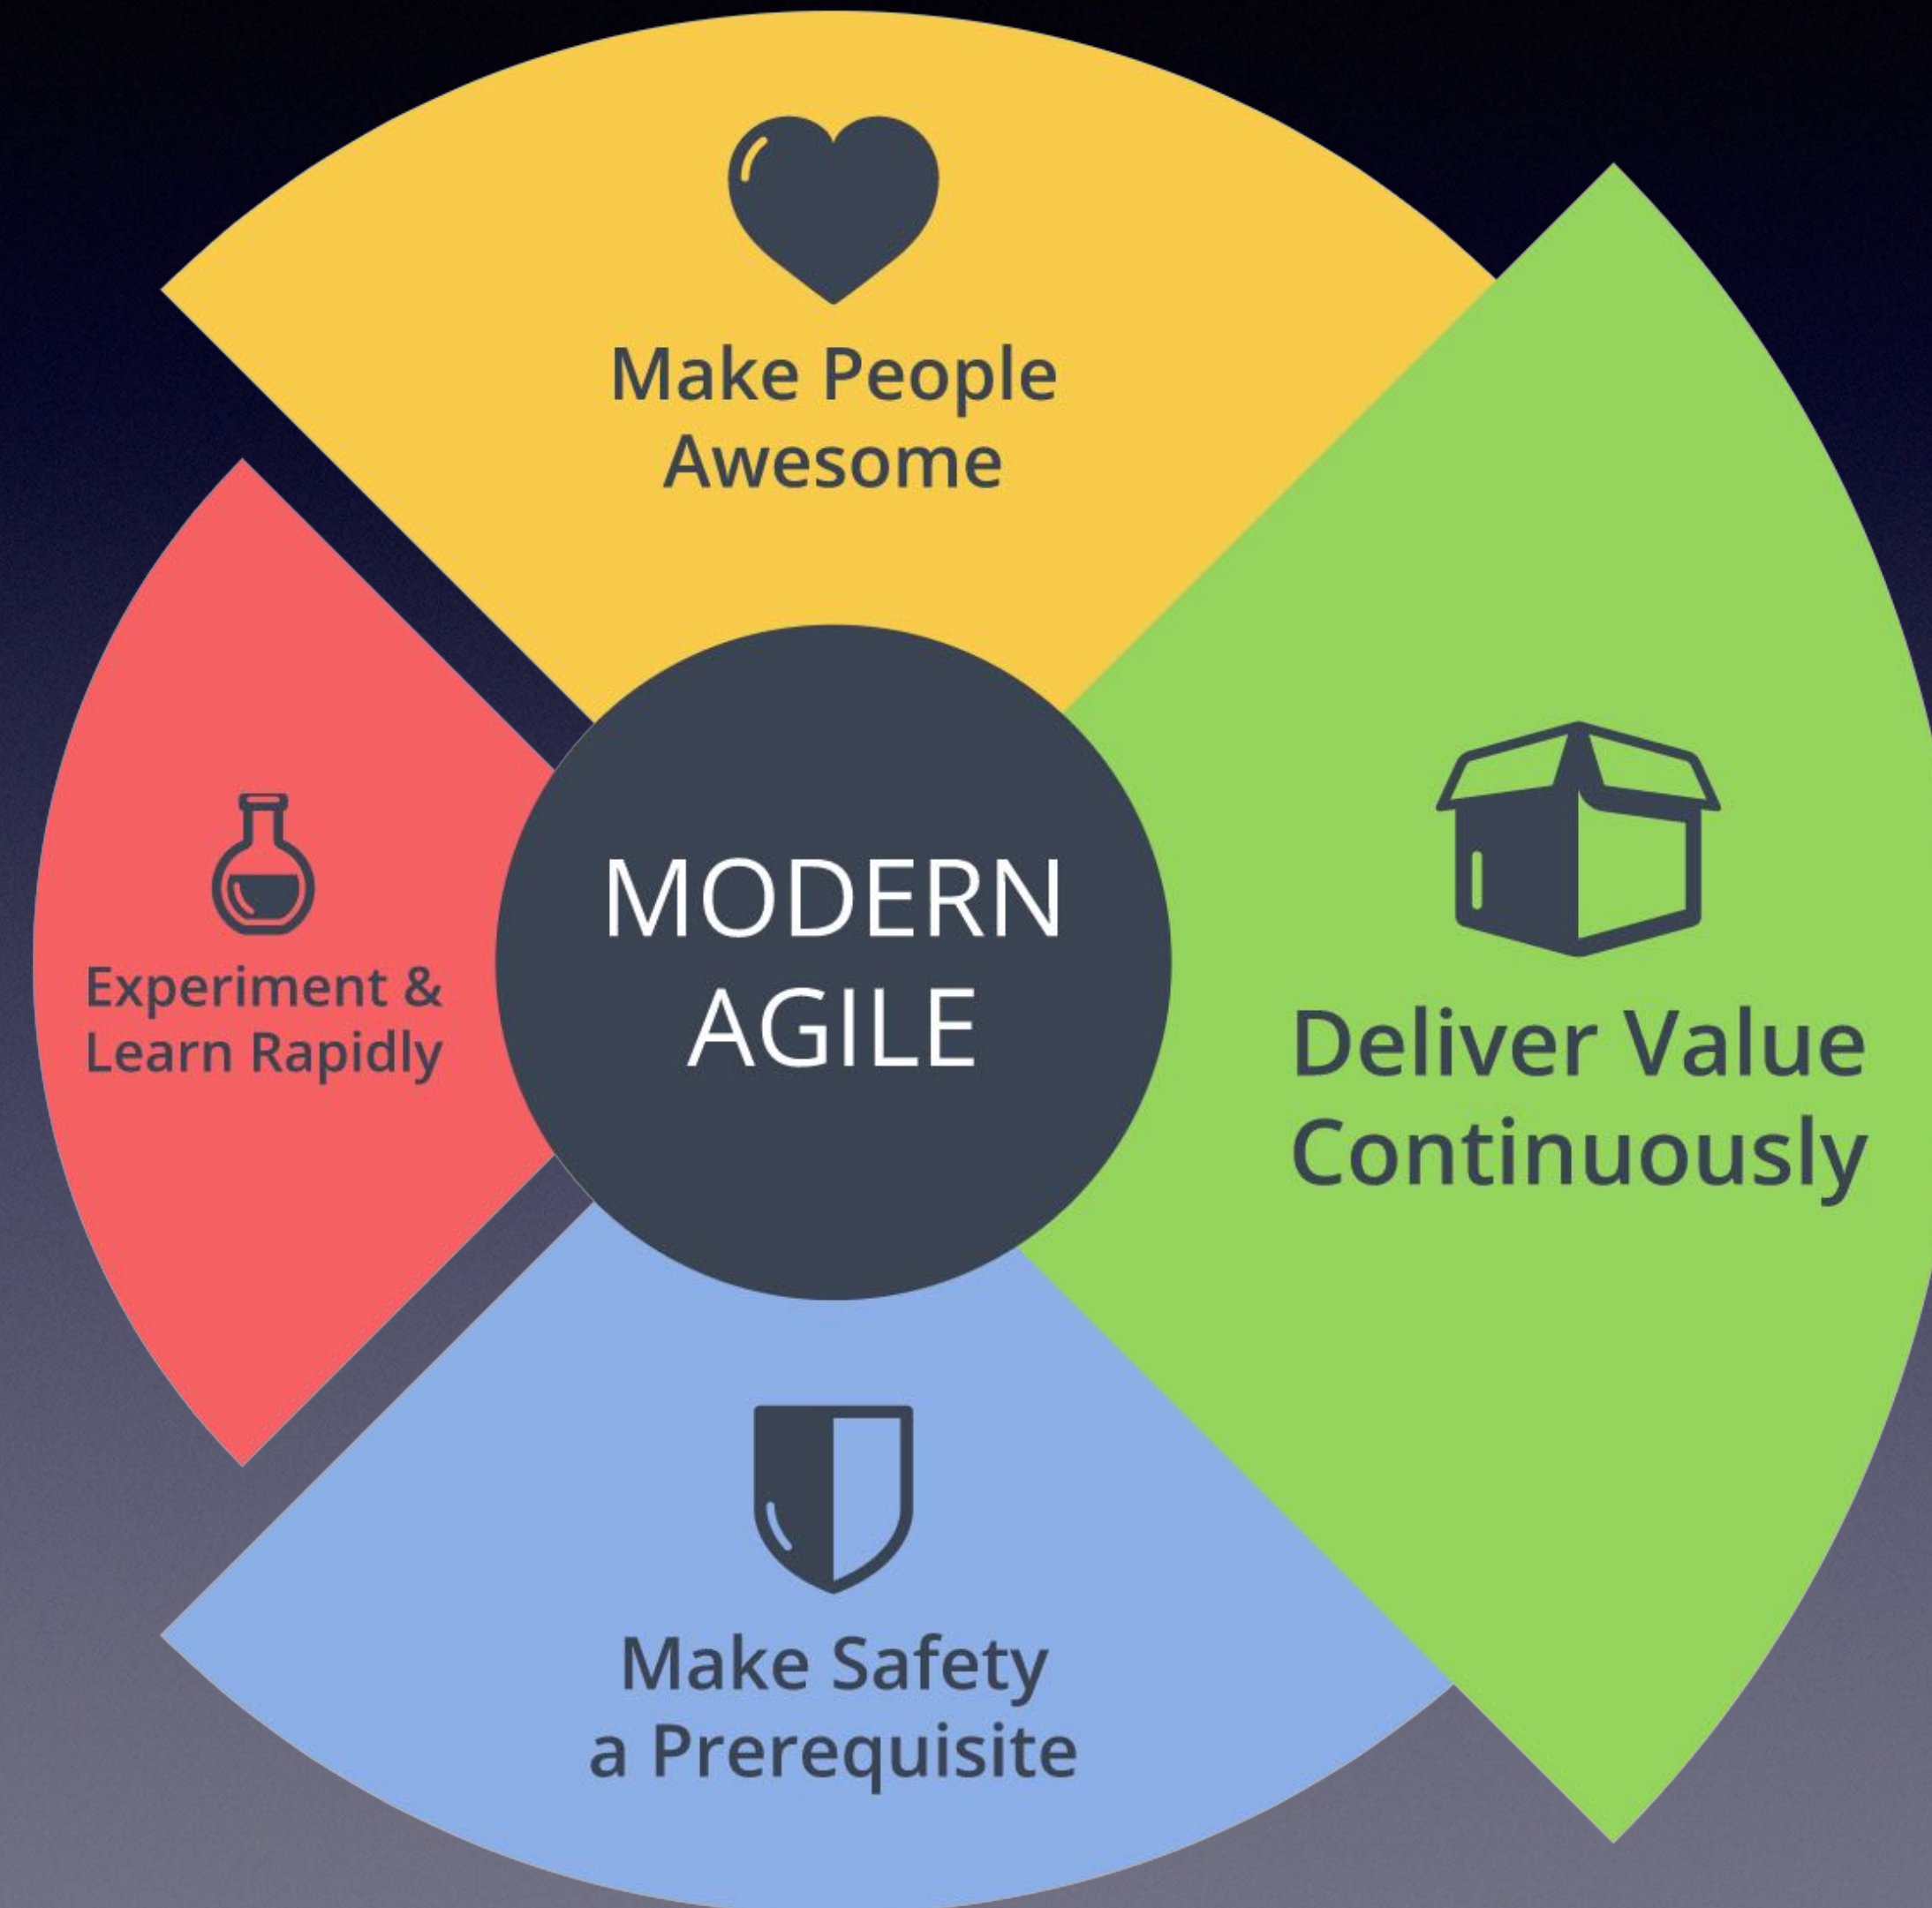 Make People
Awesome
Experiment &
Learn Rapidly
MODERN
AGILE
Deliver Value
Continuously
Make Safety
a Prerequisite